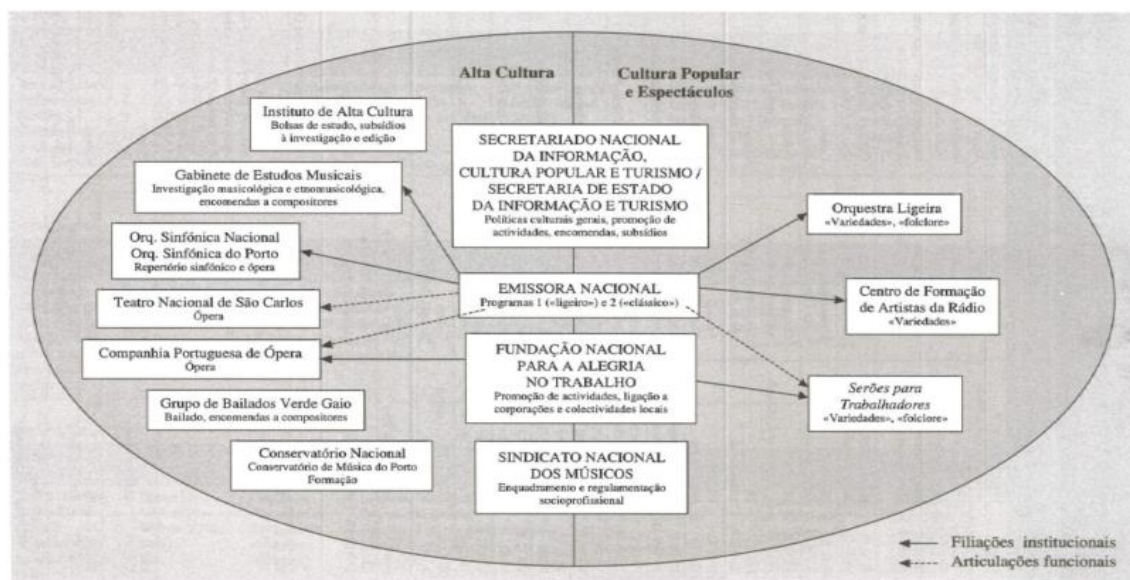 Alta Cultura
Cultura Popular
e Espectáculos
Instituto de Alta Cultura
Bolsas de estudo, subsídios
à investigação e edição
Gabinete de Estudos Musicais
Investigação musicológica e etnomusicológica,
encomendas a compositores
Orq. Sinfónica Nacional
Orq. Sinfónica do Porto
Repertório sinfónico e ópera
Teatro Nacional de São Carlos
Ópera
Companhia Portuguesa de Ópera
Ópera
Grupo de Bailados Verde Gaio
Bailado, encomendas a compositores
Conservatório Nacional
Conservatório de Música do Porto
Formação
SECRETARIADO NACIONAL
DA INFORMAÇÃO,
CULTURA POPULAR E TURISMO /
SECRETARIA DE ESTADO
DA INFORMAÇÃO E TURISMO
Políticas culturais gerais, promoção de
actividades, encomendas, subsídios
EMISSORA NACIONAL
Programas 1 («ligeiro») e 2 («clássico»)
FUNDAÇÃO NACIONAL
PARA A ALEGRIA
NO TRABALHO
Promoção de actividades, ligação a
corporações e colectividades locais
SINDICATO NACIONAL
DOS MÚSICOS
Enquadramento e regulamentação
socioprofissional
Orquestra Ligeira
«Variedades», «folclore»
Centro de Formação
de Artistas da Rádio
«Variedades»
Serões para
Trabalhadores
«Variedades», «folclore»
Filiações institucionais
Articulações funcionais